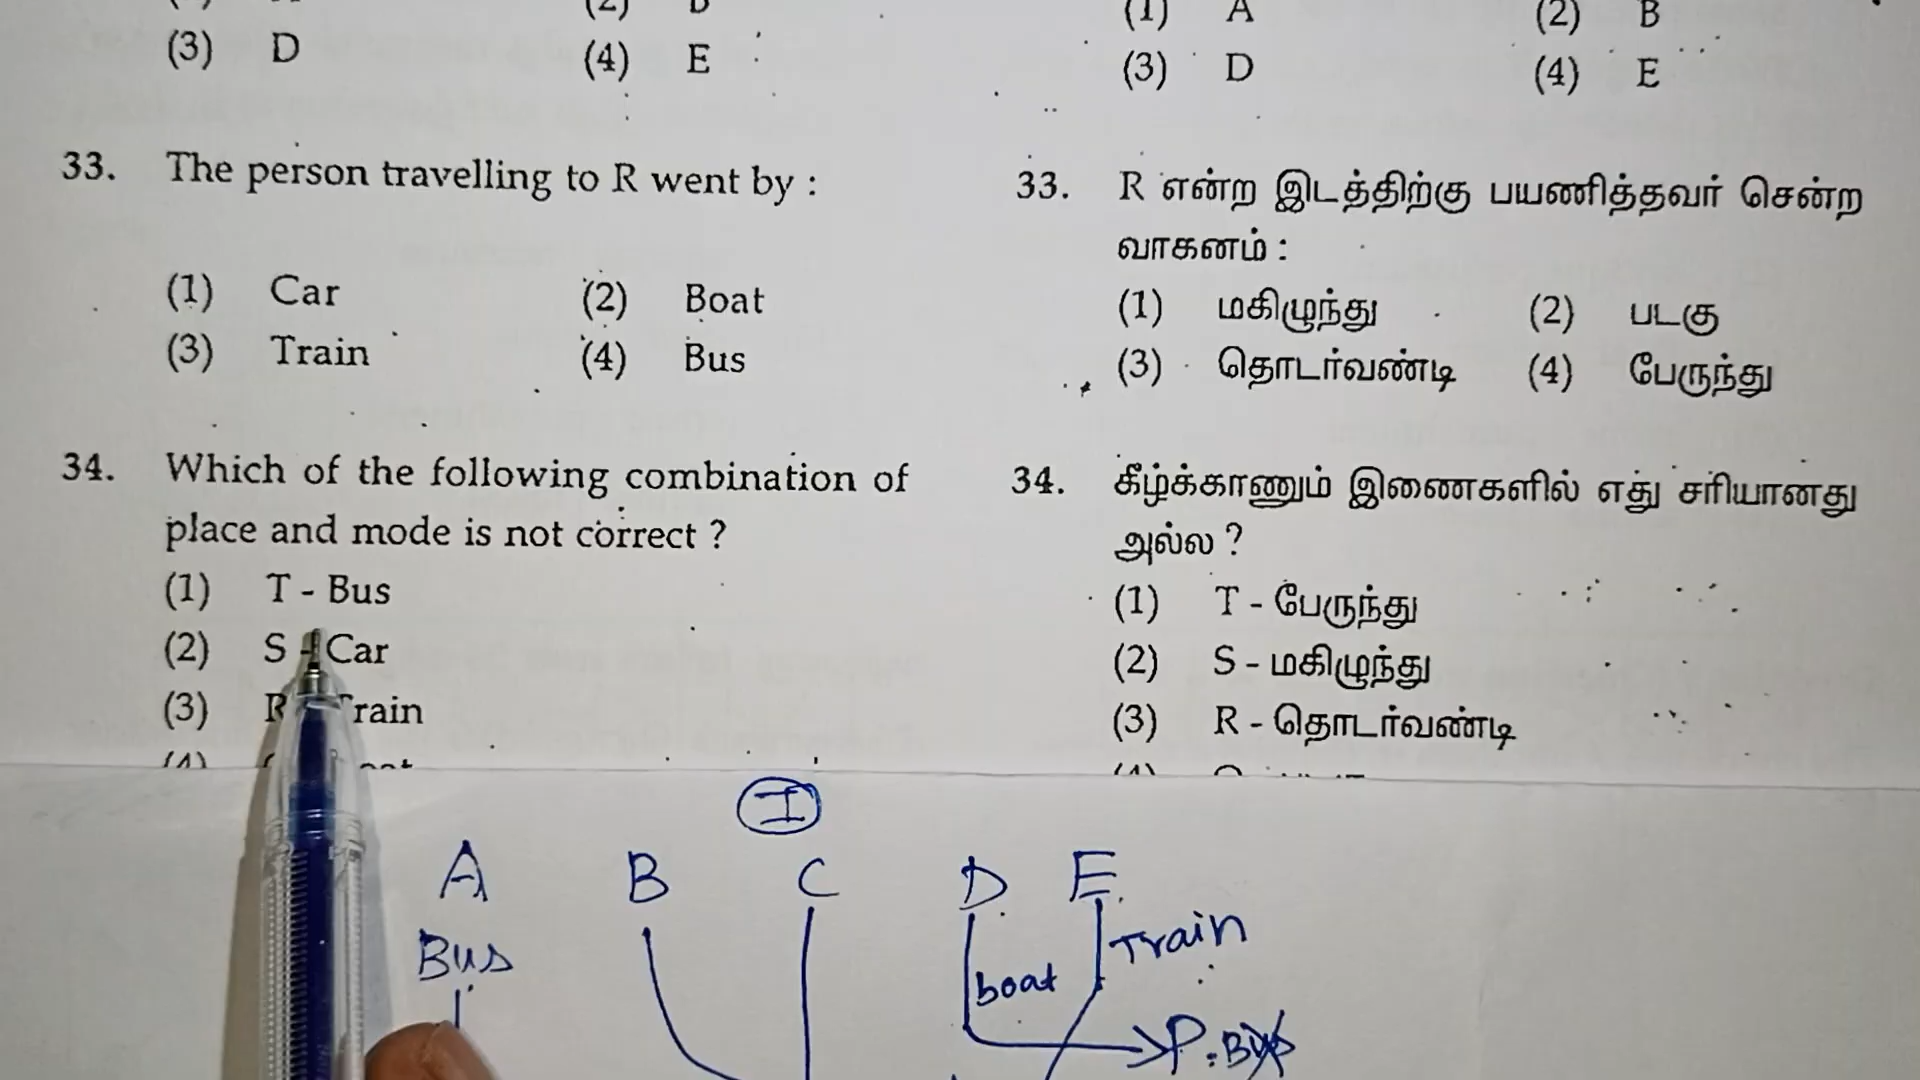 (3) D (4) E
33. The person travelling to R went by :
(1) Car (2) Boat
(3) Train (4) Bus
34. Which of the following combination of
place and mode is not correct ?
(1) T - Bus
(2) S - Car
(3) R Train
(1) A (2) B
(3) D (4) E
33. R என்ற இடத்திற்கு பயணித்தவர் சென்ற
வாகனம் :
(1) மகிழுந்து (2) படகு
(3) தொடர்வண்டி (4) பேருந்து
34. கீழ்க்காணும் இணைகளில் எது சரியானது
அல்ல ?
(1) T - பேருந்து
(2) S - மகிழுந்து
(3) R - தொடர்வண்டி
I
A B C D E
Bus boat Train
P. Bus